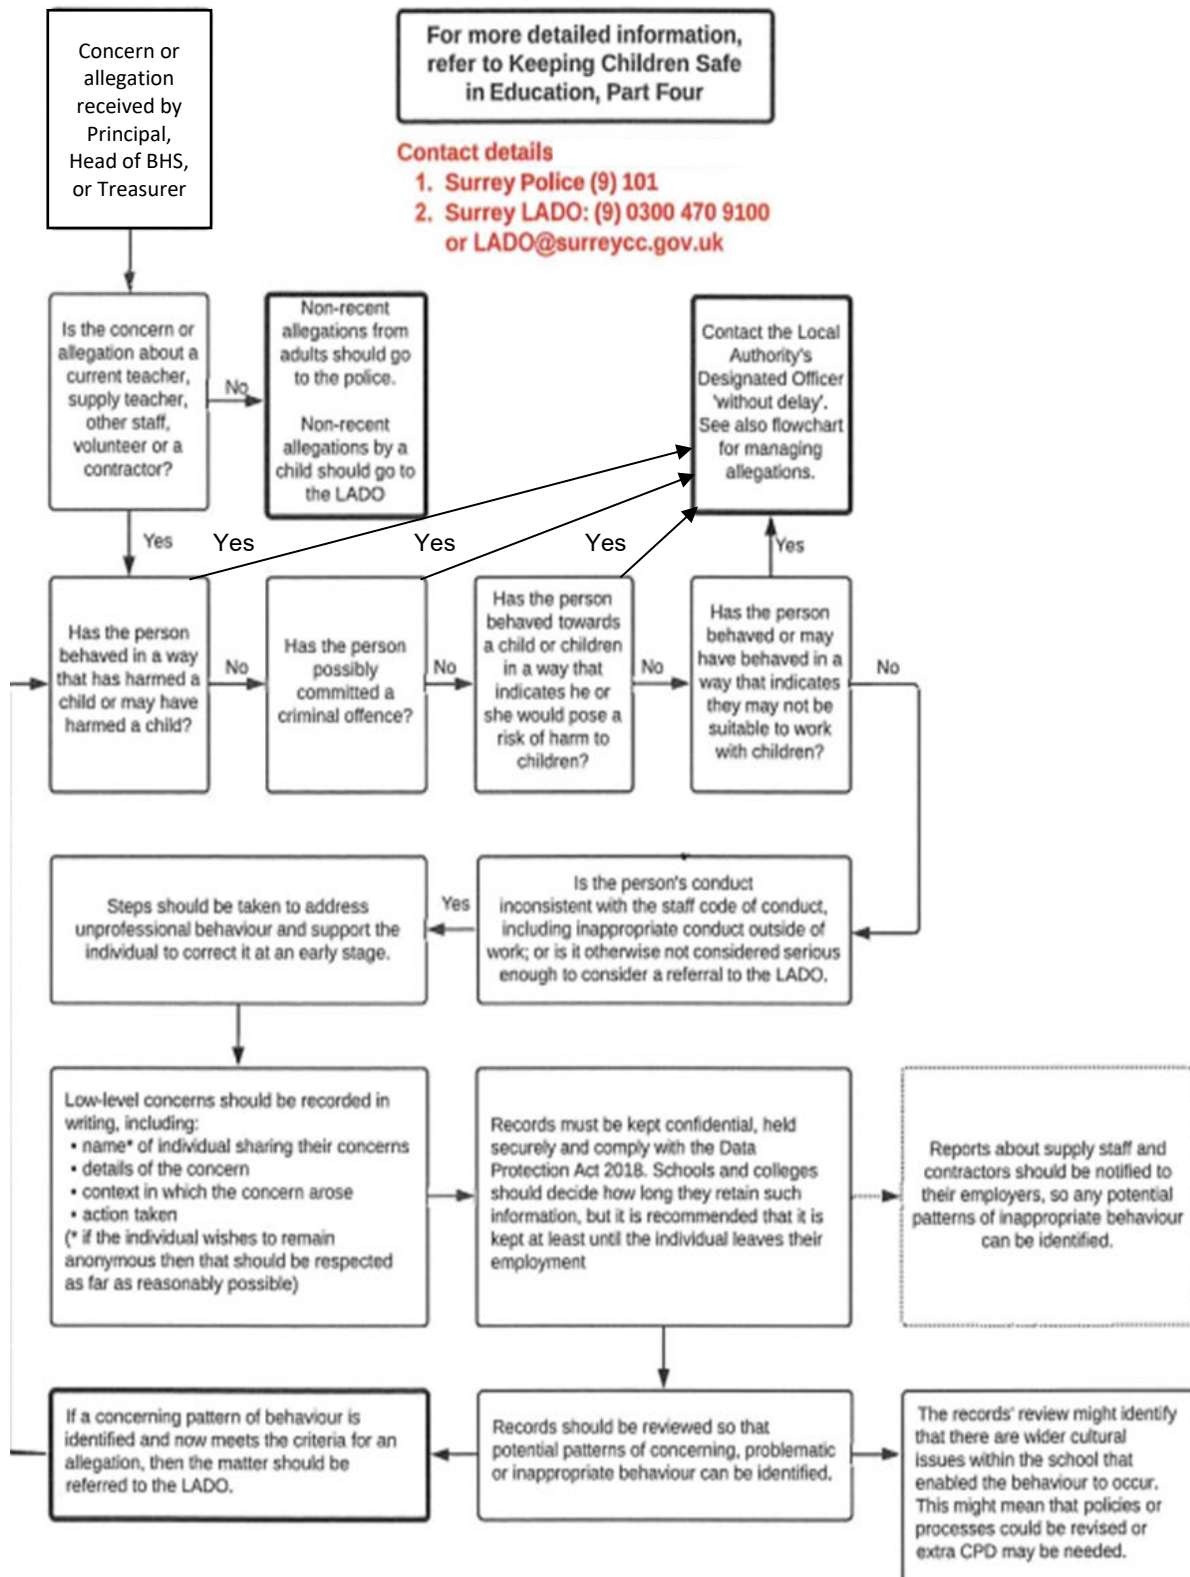 Concern or
allegation
received by
Principal,
Head of BHS,
or Treasurer
For more detailed information,
refer to Keeping Children Safe
in Education, Part Four
Contact details
1. Surrey Police (9) 101
2. Surrey LADO: (9) 0300 470 9100
or LADO@surreycc.gov.uk
Is the concern or
allegation about a
current teacher,
supply teacher,
other staff,
volunteer or a
contractor?
No
Non-recent
allegations from
adults should go
to the police.
Non-recent
allegations by a
child should go to
the LADO
Contact the Local
Authority's
Designated Officer
'without delay'.
See also flowchart
for managing
allegations.
Yes
Yes
Yes
Yes
Yes
Has the person
behaved in a way
that has harmed a
child or may have
harmed a child?
No
Has the person
possibly
committed a
criminal offence?
No
Has the person
behaved towards
a child or children
in a way that
indicates he or
she would pose a
risk of harm to
children?
No
Has the person
behaved or may
have behaved in a
way that indicates
they may not be
suitable to work
with children?
No
Is the person's conduct
inconsistent with the staff code of conduct,
including inappropriate conduct outside of
work; or is it otherwise not considered serious
enough to consider a referral to the LADO.
Yes
Steps should be taken to address
unprofessional behaviour and support the
individual to correct it at an early stage.
Low-level concerns should be recorded in
writing, including:
• name* of individual sharing their concerns
• details of the concern
• context in which the concern arose
• action taken
(* if the individual wishes to remain
anonymous then that should be respected
as far as reasonably possible)
Records must be kept confidential, held
securely and comply with the Data
Protection Act 2018. Schools and colleges
should decide how long they retain such
information, but it is recommended that it is
kept at least until the individual leaves their
employment
Reports about supply staff and
contractors should be notified to
their employers, so any potential
patterns of inappropriate behaviour
can be identified.
If a concerning pattern of behaviour is
identified and now meets the criteria for an
allegation, then the matter should be
referred to the LADO.
Records should be reviewed so that
potential patterns of concerning, problematic
or inappropriate behaviour can be identified.
The records' review might identify
that there are wider cultural
issues within the school that
enabled the behaviour to occur.
This might mean that policies or
processes could be revised or
extra CPD may be needed.